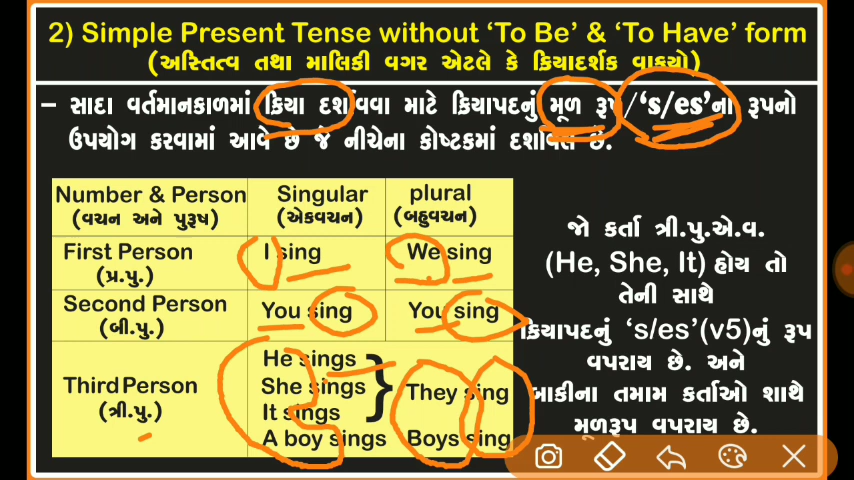 2) Simple Present Tense without ‘To Be’ & ‘To Have’ form
(અસ્તિત્વ તથા માલિકી વગર એટલે કે ક્રિયાદર્શક વાક્યો)
– સાદા વર્તમાનકાળમાં ક્રિયા દર્શાવવા માટે ક્રિયાપદનું મૂળ રૂપ/‘s/es’ના રૂપનો
ઉપયોગ કરવામાં આવે છે જે નીચેના કોષ્ટકમાં દર્શાવેલ છે.
Number & Person Singular plural
(વચન અને પુરૂષ) (એકવચન) (બહુવચન)
First Person I sing We sing
(પ્ર.પુ.)
Second Person You sing You sing
(બી.પુ.)
Third Person
(ત્રી.પુ.)
He sings
She sings
It sings
A boy sings
They sing
Boys sing
જો કર્તા ત્રી.પુ.એ.વ.
(He, She, It) હોય તો
તેની સાથે
ક્રિયાપદનું ‘s/es’(v5)નું રૂપ
વપરાય છે. અને
બાકીના તમામ કર્તાઓ શાથે
મૂળરૂપ વપરાય છે.